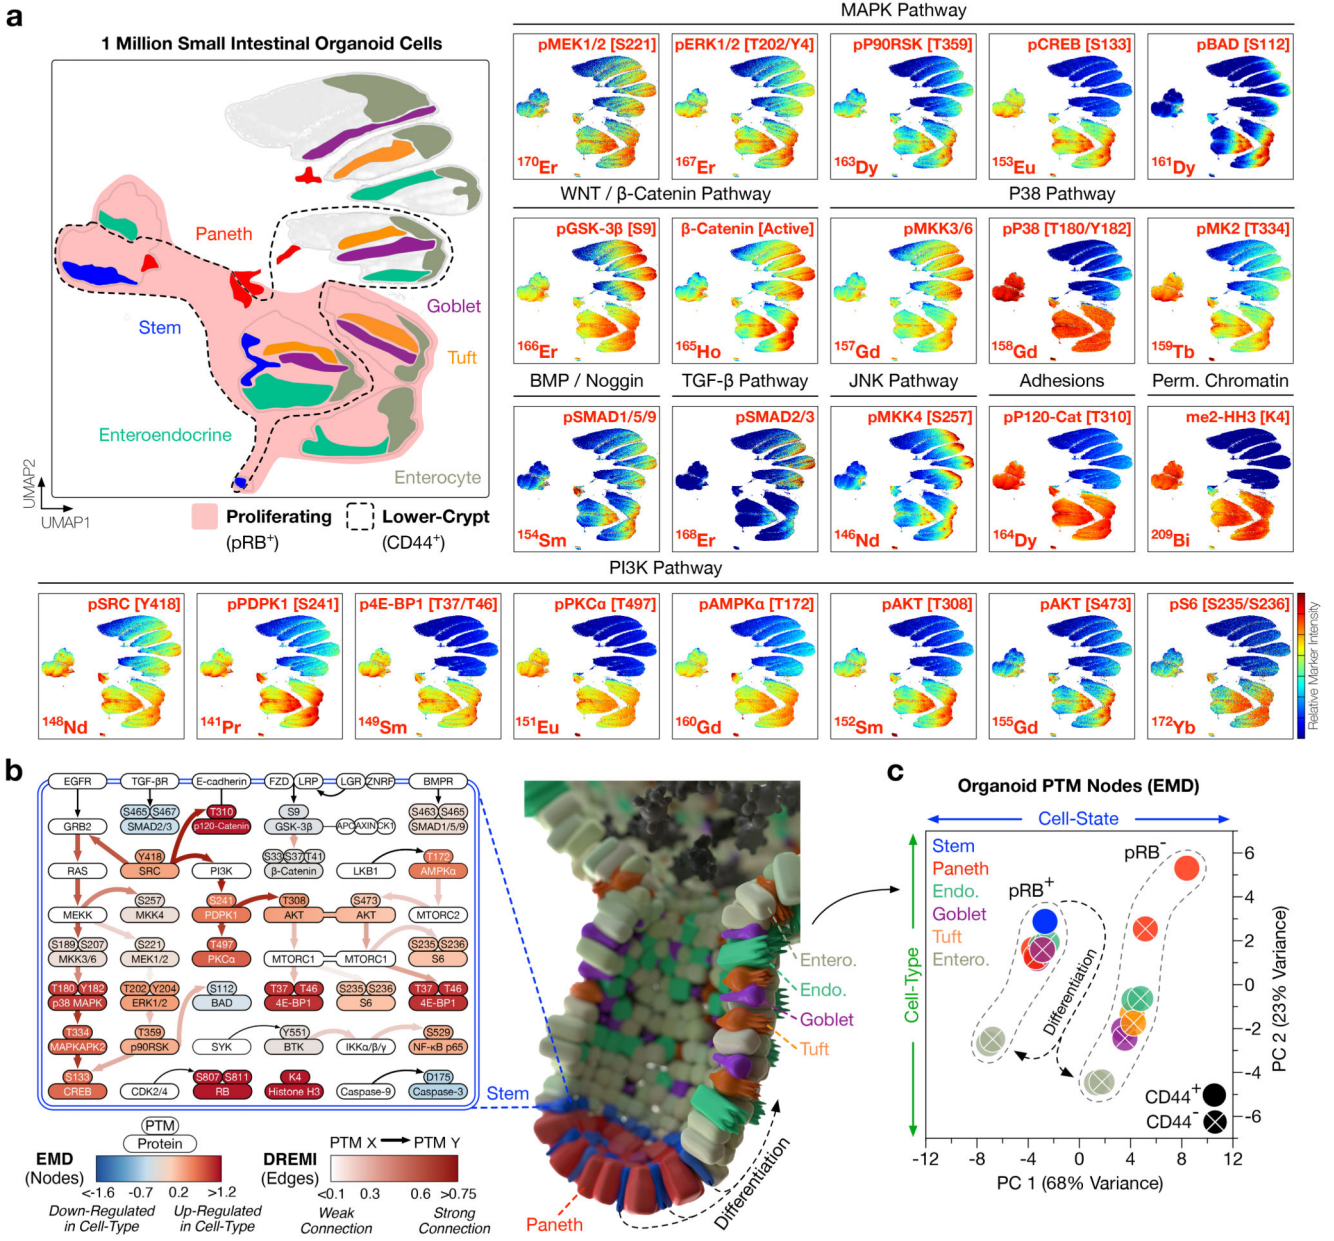 a
1 Million Small Intestinal Organoid Cells
Paneth
Stem
Goblet
Tuft
Enteroendocrine
Enterocyte
UMAP2
UMAP1
Proliferating
(pRB⁺)
Lower-Crypt
(CD44⁺)
MAPK Pathway
pMEK1/2 [S221]
¹⁷⁰Er
pERK1/2 [T202/Y4]
¹⁶⁷Er
pP90RSK [T359]
¹⁶³Dy
pCREB [S133]
¹⁵³Eu
pBAD [S112]
¹⁶¹Dy
WNT / β-Catenin Pathway
P38 Pathway
pGSK-3β [S9]
¹⁶⁶Er
β-Catenin [Active]
¹⁶⁵Ho
pMKK3/6
¹⁵⁷Gd
pP38 [T180/Y182]
¹⁵⁸Gd
pMK2 [T334]
¹⁵⁹Tb
BMP / Noggin
TGF-β Pathway
JNK Pathway
Adhesions
Perm. Chromatin
pSMAD1/5/9
¹⁵⁴Sm
pSMAD2/3
¹⁶⁸Er
pMKK4 [S257]
¹⁴⁶Nd
pP120-Cat [T310]
¹⁶⁴Dy
me2-HH3 [K4]
²⁰⁹Bi
PI3K Pathway
pSRC [Y418]
¹⁴⁸Nd
pPDPK1 [S241]
¹⁴¹Pr
p4E-BP1 [T37/T46]
¹⁴⁹Sm
pPKCα [T497]
¹⁵¹Eu
pAMPKα [T172]
¹⁶⁰Gd
pAKT [T308]
¹⁵²Sm
pAKT [S473]
¹⁵⁵Gd
pS6 [S235/S236]
¹⁷²Yb
Relative Marker Intensity
b
EGFR TGF-βR E-cadherin FZD LRP LGR ZNRF BMPR
S465 S467 T310 S9 S463 S465
GRB2 SMAD2/3 p120-Catenin GSK-3β APC AXIN CK1 SMAD1/5/9
Y418 S33 S37 T41 T172
RAS SRC PI3K β-Catenin LKB1 AMPKα
S257 S241 T308 S473
MEKK MKK4 PDPK1 AKT AKT MTORC2
S189 S207 S221 T497 S235 S236
MKK3/6 MEK1/2 PKCα MTORC1 MTORC1 S6
T180 Y182 T202 Y204 S112 T37 T46 S235 S236 T37 T46
p38 MAPK ERK1/2 BAD 4E-BP1 S6 4E-BP1
T334 T359 Y551 S529
MAPKAPK2 p90RSK SYK BTK IKKα/β/γ NF-κB p65
S133 S807 S811 K4 D175
CREB CDK2/4 RB Histone H3 Caspase-9 Caspase-3
PTM
Protein
EMD
(Nodes)
<-1.6 -0.7 0.2 >1.2
Down-Regulated
in Cell-Type
Up-Regulated
in Cell-Type
PTM X PTM Y
DREMI
(Edges)
<0.1 0.3 0.6 >0.75
Weak
Connection
Strong
Connection
Stem
Paneth
Entero.
Endo.
Goblet
Tuft
Differentiation
c
Organoid PTM Nodes (EMD)
Cell-State
Cell-Type
Stem
Paneth
Endo.
Goblet
Tuft
Entero.
pRB⁺
pRB⁻
Differentiation
CD44⁺
CD44⁻
6
4
2
0
-2
-4
-6
PC 2 (23% Variance)
-12 -8 -4 0 4 8 12
PC 1 (68% Variance)